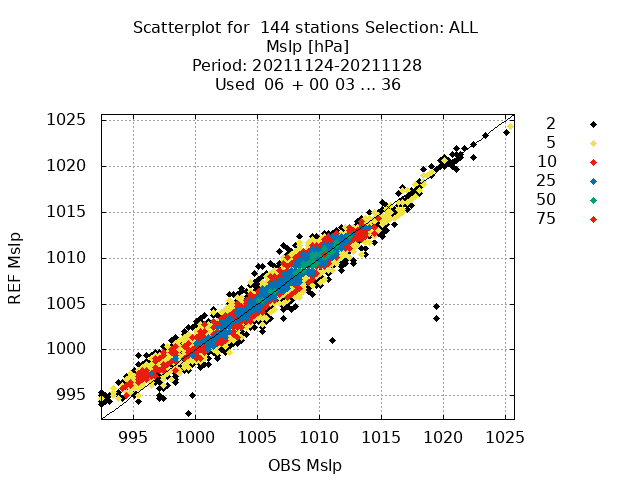 Scatterplot for  144 stations Selection: ALL
Mslp [hPa]
Period: 20211124-20211128
Used  06 + 00 03 ... 36
1025
1020
1015
1010
1005
1000
995
REF Mslp
995 1000 1005 1010 1015 1020 1025
OBS Mslp
2
5
10
25
50
75